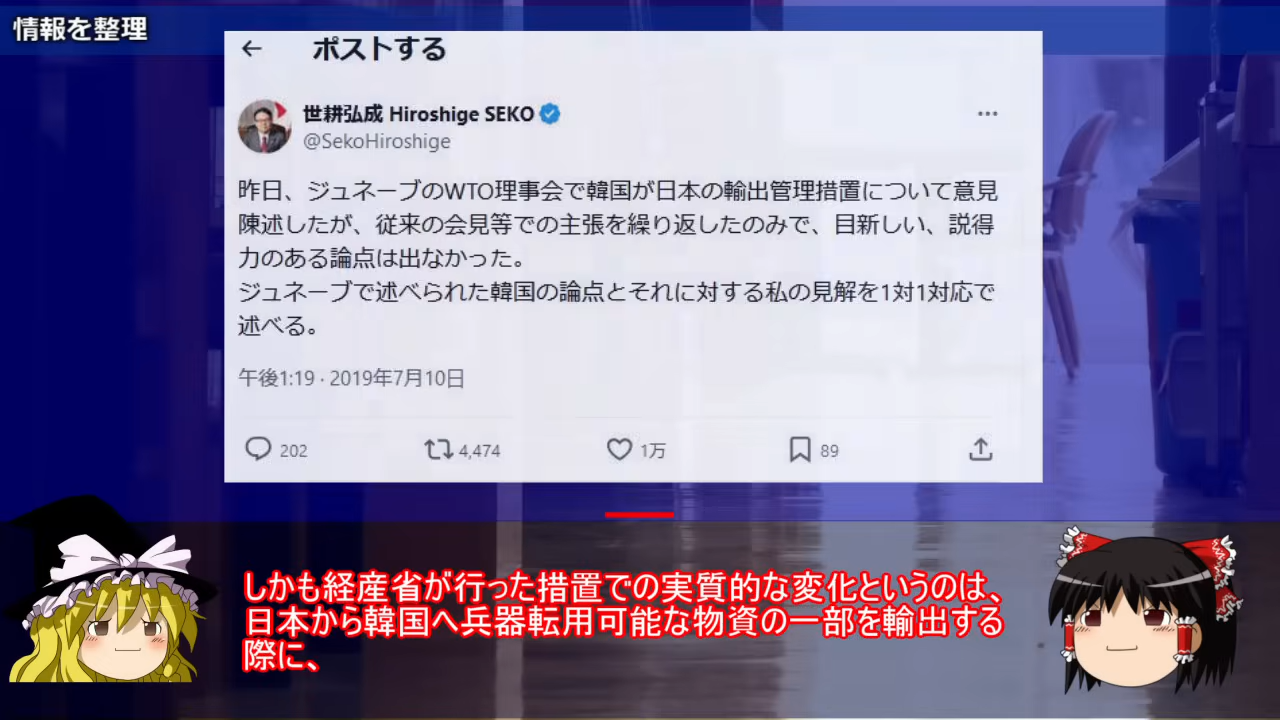 情報を整理
← ポストする
世耕弘成 Hiroshige SEKO
@SekoHiroshige
昨日、ジュネーブのWTO理事会で韓国が日本の輸出管理措置について意見
陳述したが、従来の会見等での主張を繰り返したのみで、目新しい、説得
力のある論点は出なかった。
ジュネーブで述べられた韓国の論点とそれに対する私の見解を1対1対応で
述べる。
午後1:19 · 2019年7月10日
202 4,474 1万 89
しかも経産省が行った措置での実質的な変化というのは、
日本から韓国へ兵器転用可能な物資の一部を輸出する
際に、